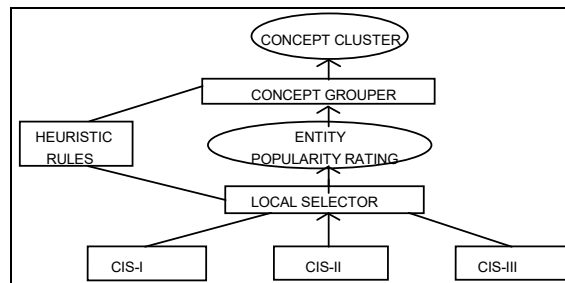 CONCEPT CLUSTER
CONCEPT GROUPER
HEURISTIC
RULES
ENTITY
POPULARITY RATING
LOCAL SELECTOR
CIS-I
CIS-II
CIS-III